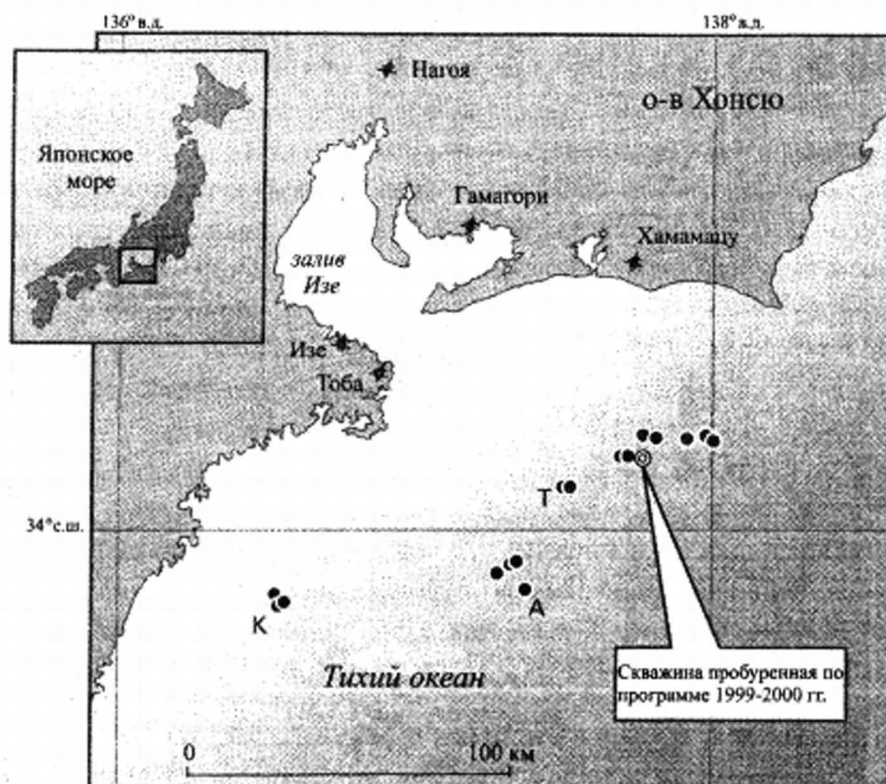 136° в.д.
138° в.д.
Нагоя
о-в Хонсю
Японское
море
Гамагори
Хамамацу
залив
Изе
Изе
Тоба
Т
34° с.ш.
К
А
Скважина пробуренная по
программе 1999-2000 гг.
Тихий океан
0
100 км